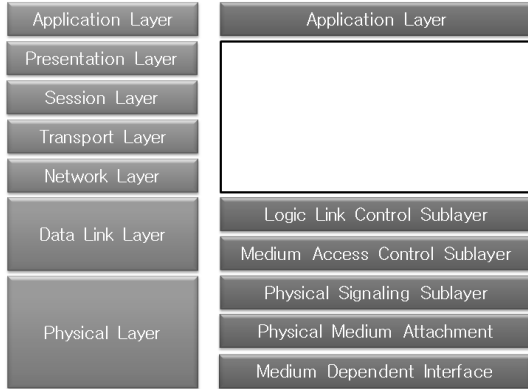 Application Layer
Presentation Layer
Session Layer
Transport Layer
Network Layer
Data Link Layer
Physical Layer
Application Layer
Logic Link Control Sublayer
Medium Access Control Sublayer
Physical Signaling Sublayer
Physical Medium Attachment
Medium Dependent Interface